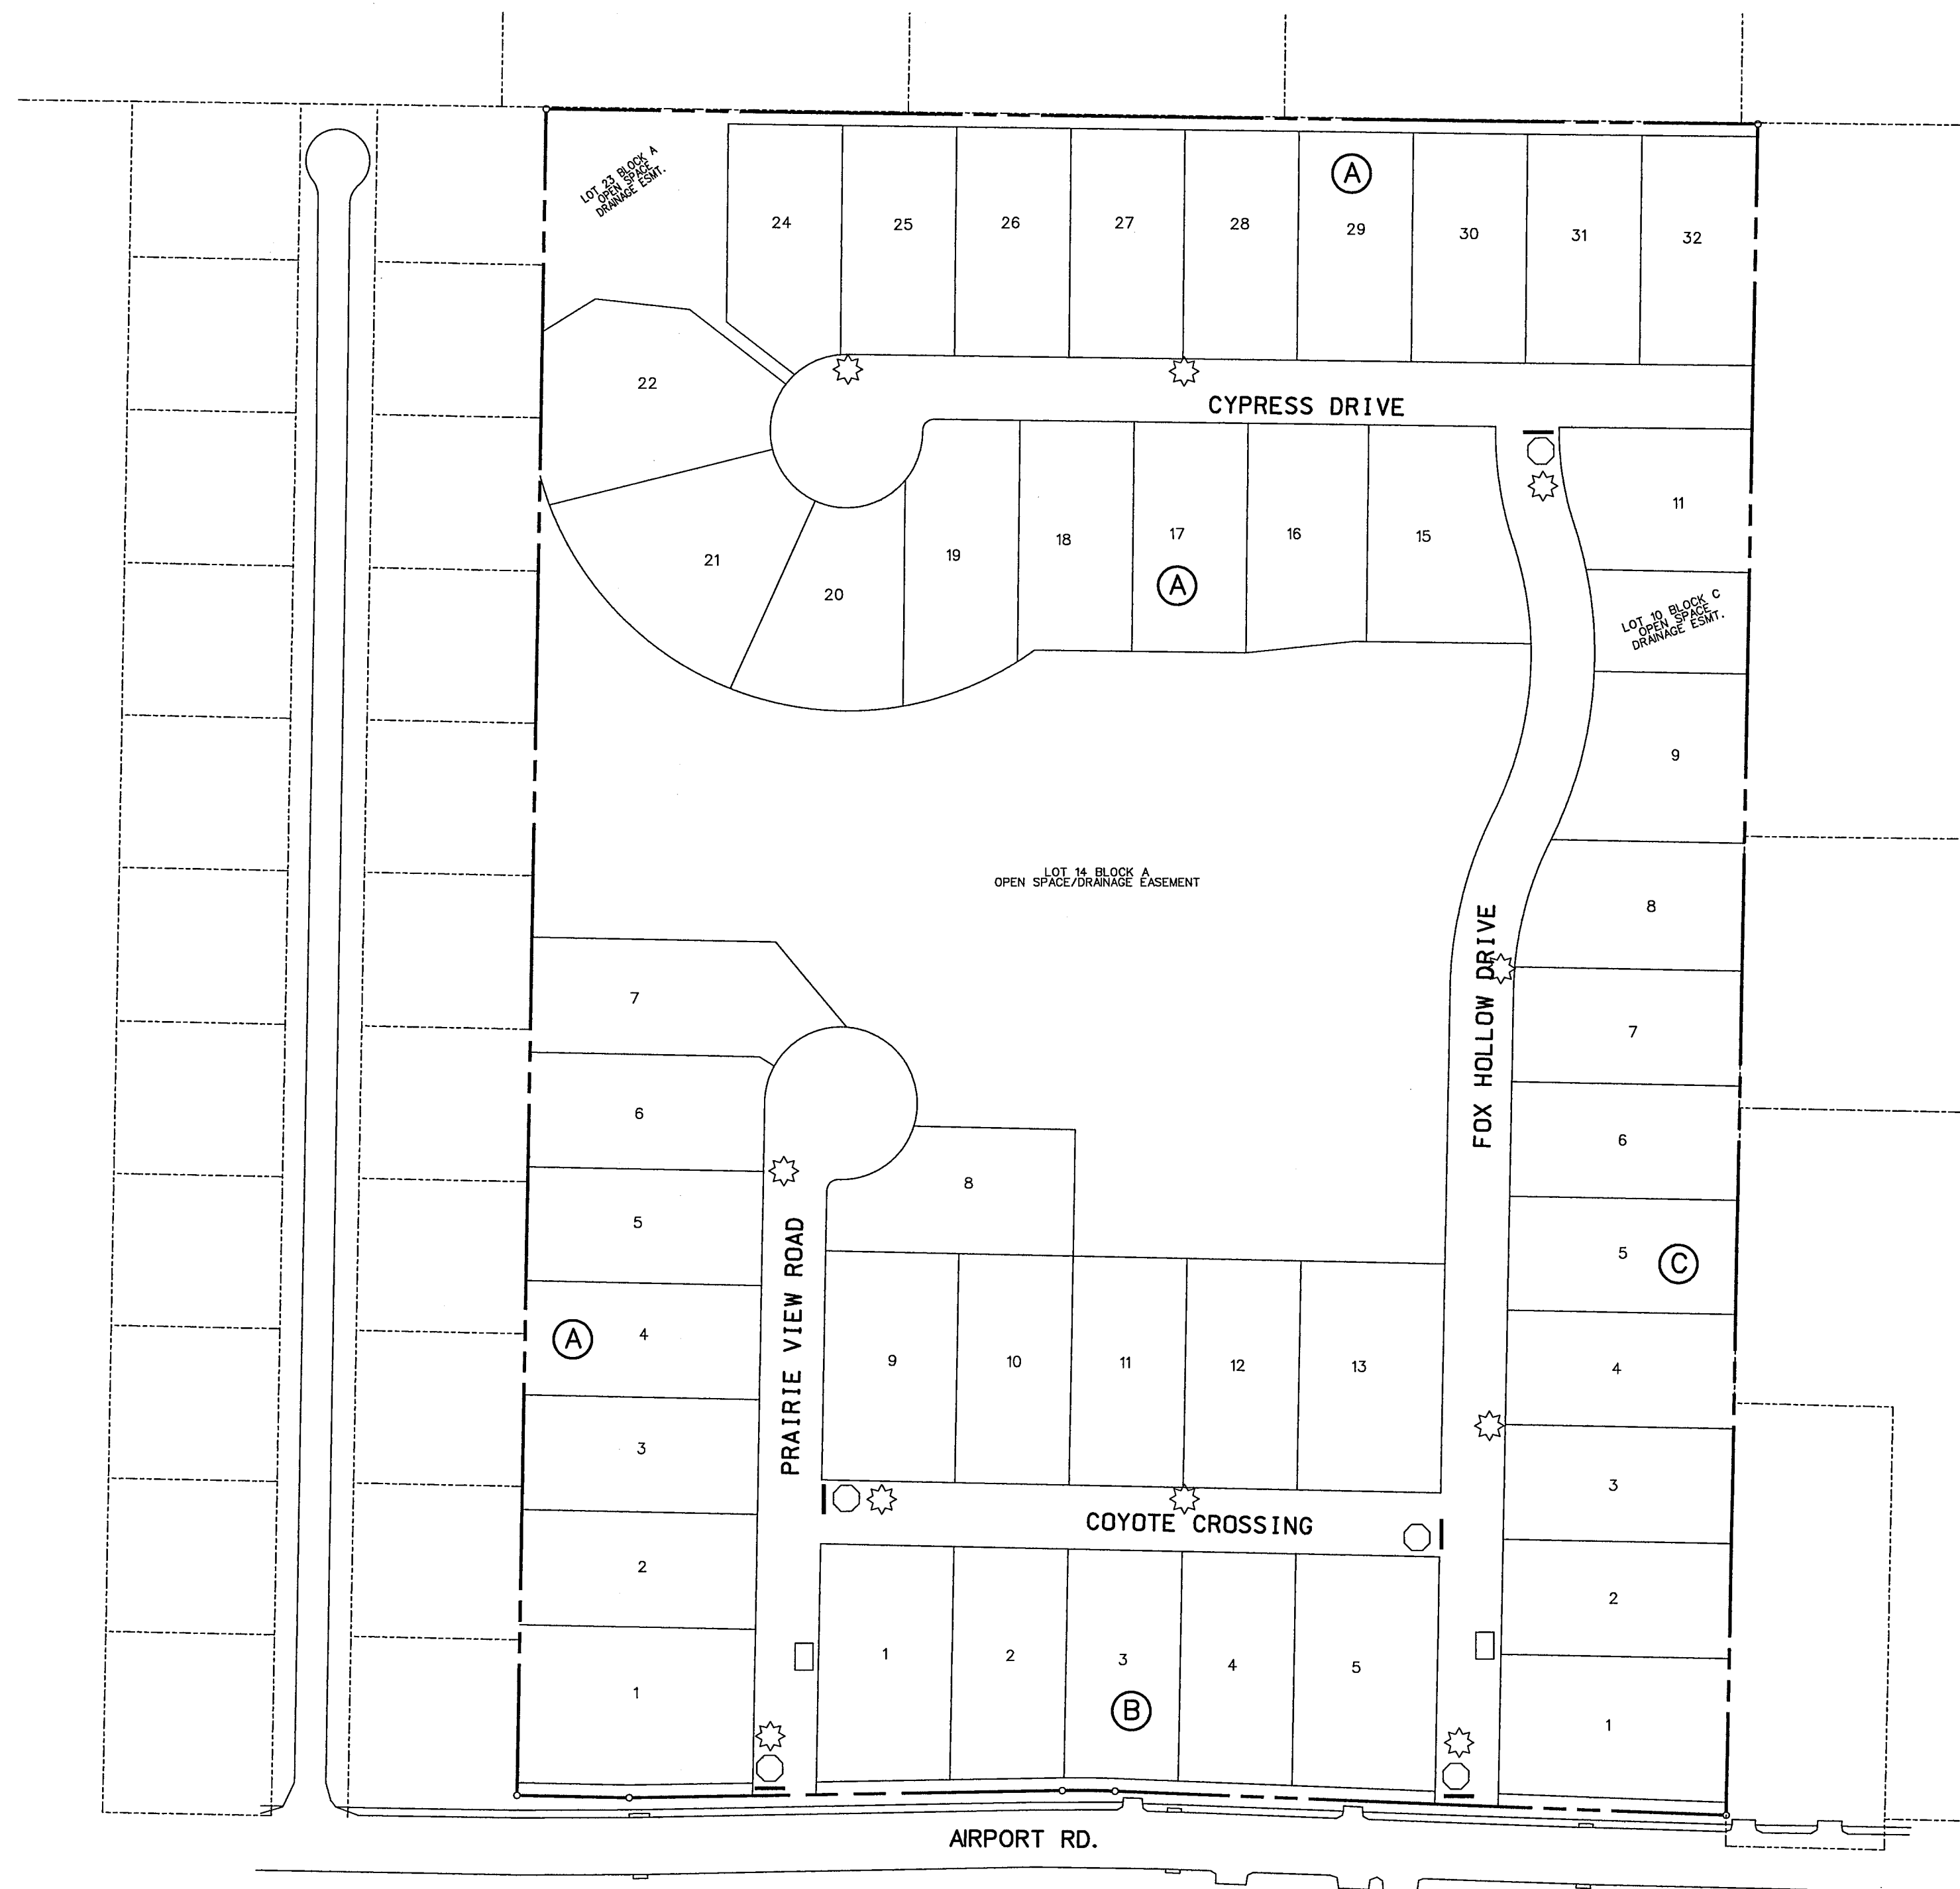 LOT 23 BLOCK A
OPEN SPACE
DRAINAGE ESMT.
A
24
25
26
27
28
29
30
31
32
22
CYPRESS DRIVE
21
20
19
18
17
16
15
11
A
LOT 10 BLOCK C
OPEN SPACE
DRAINAGE ESMT.
9
LOT 14 BLOCK A
OPEN SPACE/DRAINAGE EASEMENT
8
FOX HOLLOW DRIVE
7
7
6
6
8
5
5
C
PRAIRIE VIEW ROAD
A
4
9
10
11
12
13
4
3
3
COYOTE CROSSING
2
2
1
1
2
3
4
5
B
1
AIRPORT RD.